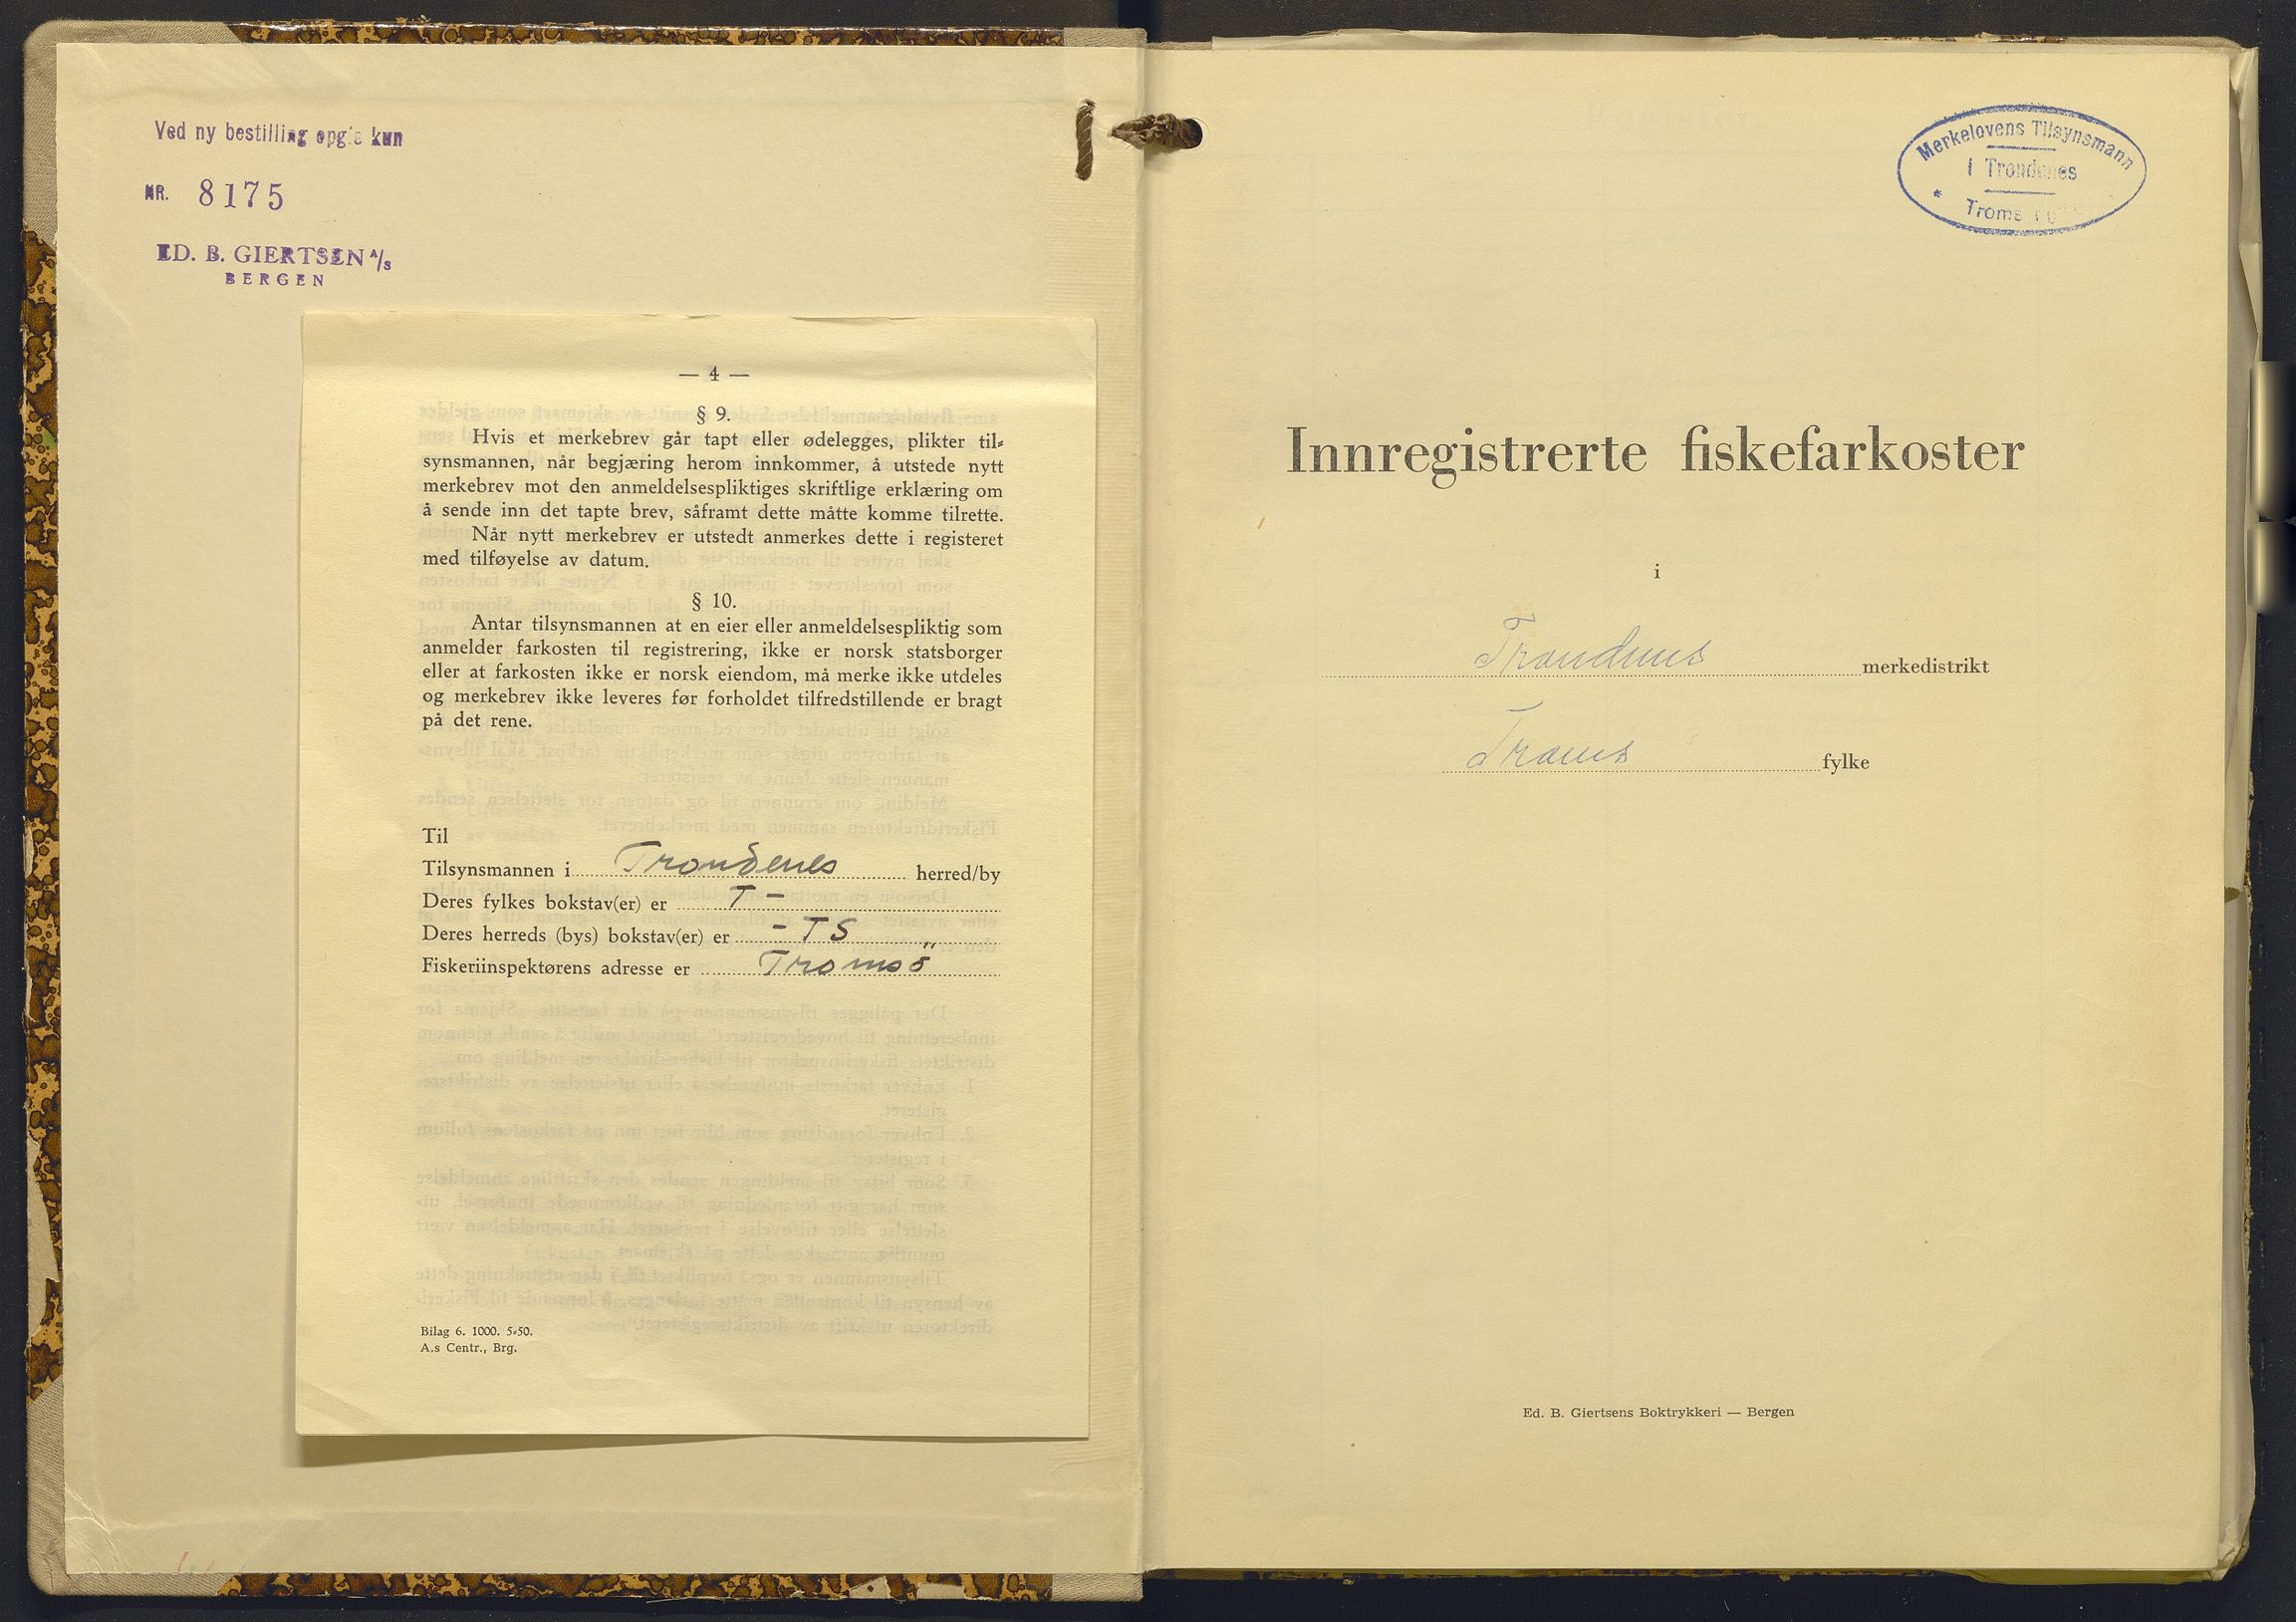 Ved ny bestilling opgis kun
NR. 8175
ED. B. GIERTSEN A/S
BERGEN
— 4 —
§ 9.
Hvis et merkebrev går tapt eller ødelegges, plikter til-
synsmannen, når begjæring herom innkommer, å utstede nytt
merkebrev mot den anmeldelsespliktiges skriftlige erklæring om
å sende inn det tapte brev, såframt dette måtte komme tilrette.
Når nytt merkebrev er utstedt anmerkes dette i registeret
med tilføyelse av datum.
§ 10.
Antar tilsynsmannen at en eier eller anmeldelsespliktig som
anmelder farkosten til registrering, ikke er norsk statsborger
eller at farkosten ikke er norsk eiendom, må merke ikke utdeles
og merkebrev ikke leveres før forholdet tilfredstillende er bragt
på det rene.
Til
Tilsynsmannen i Trondenes herred/by
Deres fylkes bokstav(er) er T -
Deres herreds (bys) bokstav(er) er - TS
Fiskeriinspektørens adresse er Tromsö
Bilag 6. 1000. 5-50.
A.s Centr., Brg.
Merkelovens Tilsynsmann
i Trondenes
Troms
Innregistrerte fiskefarkoster
i
Trondenes merkedistrikt
Troms fylke
Ed. B. Giertsens Boktrykkeri — Bergen